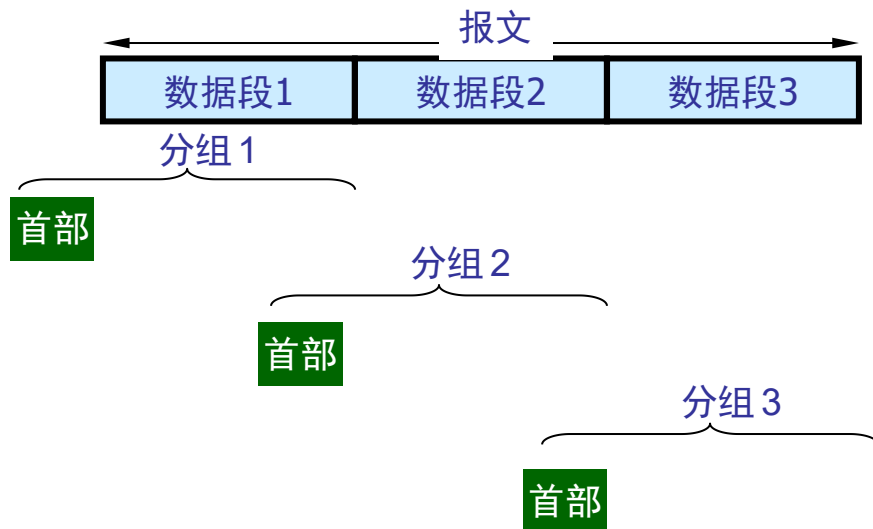 报文
数据段1 数据段2 数据段3
分组1
首部
分组2
首部
分组3
首部